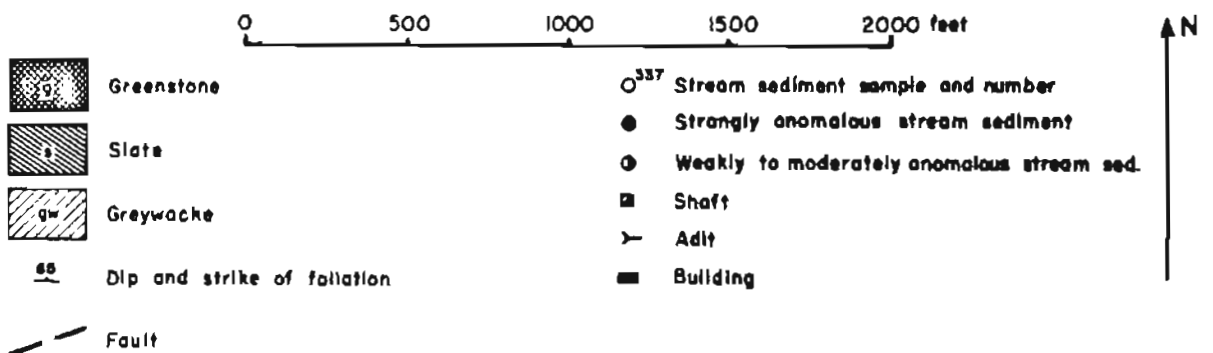 0 500 1000 1500 2000 feet
N
g Greenstone
s Slate
gw Greywacke
65 Dip and strike of foliation
Fault
337 Stream sediment sample and number
Strongly anomalous stream sediment
Weakly to moderately anomalous stream sed.
Shaft
Adit
Building